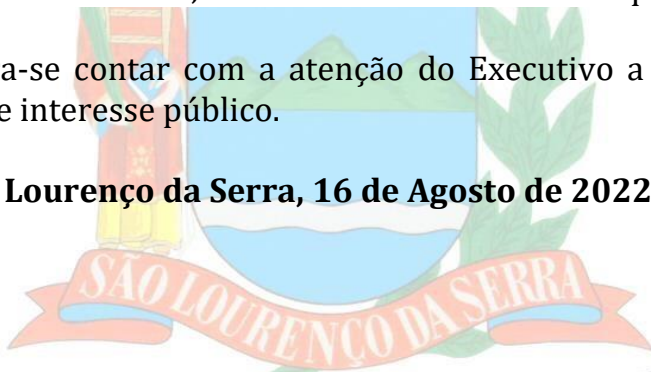 a-se contar com a atenção do Executivo a
e interesse público.
Lourenço da Serra, 16 de Agosto de 2022
SÃO LOURENÇO DA SERRA